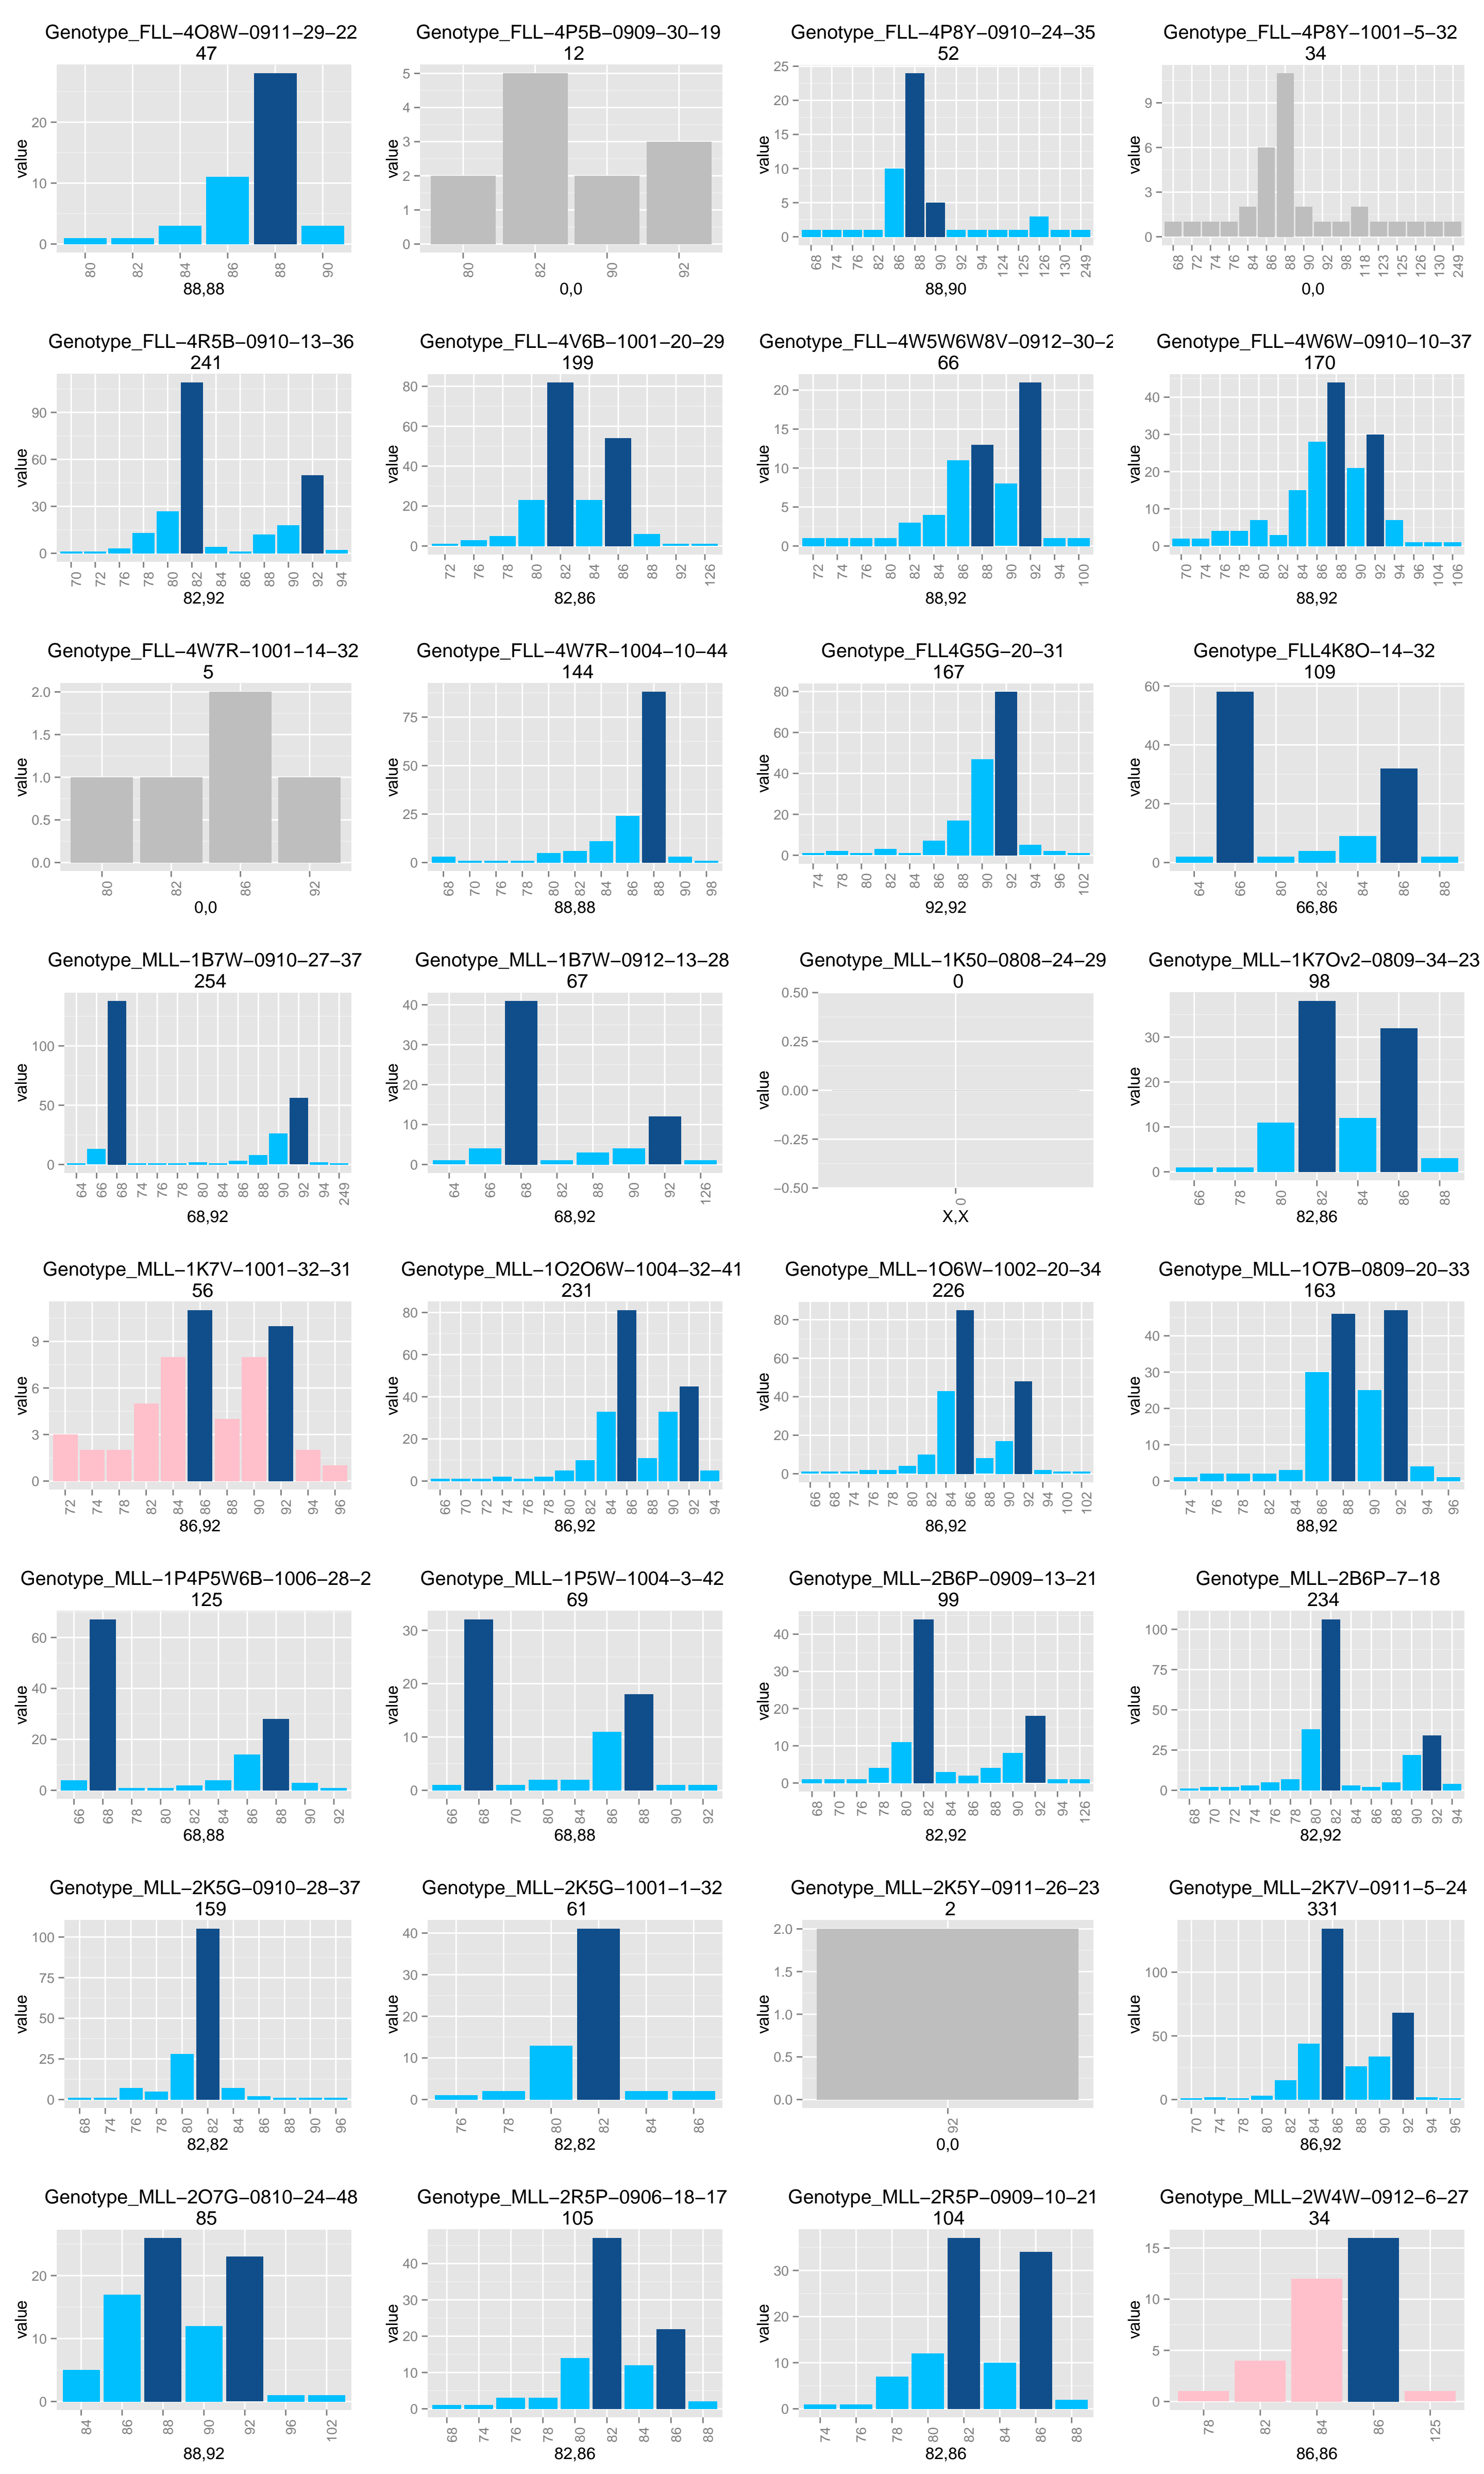 Genotype_FLL−4O8W−0911−29−22
47
value
20
10
0
80 82 84 86 88 90
88,88
Genotype_FLL−4P5B−0909−30−19
12
value
5
4
3
2
1
0
80 82 90 92
0,0
Genotype_FLL−4P8Y−0910−24−35
52
value
25
20
15
10
5
0
68 74 76 82 86 88 90 92 94 124 125 126 130 249
88,90
Genotype_FLL−4P8Y−1001−5−32
34
value
9
6
3
0
68 72 74 76 84 86 88 90 92 98 118 123 125 126 130 249
0,0
Genotype_FLL−4R5B−0910−13−36
241
value
90
60
30
0
70 72 76 78 80 82 84 86 88 90 92 94
82,92
Genotype_FLL−4V6B−1001−20−29
199
value
80
60
40
20
0
72 76 78 80 82 84 86 88 92 126
82,86
Genotype_FLL−4W5W6W8V−0912−30−2
66
value
20
15
10
5
0
72 74 78 80 82 84 86 88 90 92 94 100
88,92
Genotype_FLL−4W6W−0910−10−37
170
value
40
30
20
10
0
70 74 76 78 80 82 84 86 88 90 92 94 96 104 106
88,92
Genotype_FLL−4W7R−1001−14−32
5
value
2.0
1.5
1.0
0.5
0.0
80 82 86 92
0,0
Genotype_FLL−4W7R−1004−10−44
144
value
75
50
25
0
68 70 76 78 80 82 84 86 88 90 98
88,88
Genotype_FLL4G5G−20−31
167
value
80
60
40
20
0
74 78 80 82 84 86 88 90 92 94 96 102
92,92
Genotype_FLL4K8O−14−32
109
value
60
40
20
0
64 66 80 82 84 86 88
66,86
Genotype_MLL−1B7W−0910−27−37
254
value
100
50
0
64 66 68 74 76 78 80 84 86 88 90 92 94 249
68,92
Genotype_MLL−1B7W−0912−13−28
67
value
40
30
20
10
0
64 66 68 82 88 90 92 126
68,92
Genotype_MLL−1K50−0808−24−29
0
value
0.50
0.25
0.00
−0.25
−0.50
0
X,X
Genotype_MLL−1K7Ov2−0809−34−23
98
value
30
20
10
0
66 78 80 82 84 86 88
82,86
Genotype_MLL−1K7V−1001−32−31
56
value
9
6
3
0
72 74 78 82 84 86 88 90 92 94 96
86,92
Genotype_MLL−1O2O6W−1004−32−41
231
value
80
60
40
20
0
66 70 72 74 76 78 80 82 84 86 88 90 92 94
86,92
Genotype_MLL−1O6W−1002−20−34
226
value
80
60
40
20
0
66 68 74 76 78 80 82 84 86 88 90 92 94 100 102
86,92
Genotype_MLL−1O7B−0809−20−33
163
value
40
30
20
10
0
74 76 78 82 84 86 88 90 92 94 96
88,92
Genotype_MLL−1P4P5W6B−1006−28−2
125
value
60
40
20
0
66 68 78 80 82 84 86 88 90 92
68,88
Genotype_MLL−1P5W−1004−3−42
69
value
30
20
10
0
66 68 70 82 84 86 88 90 92
68,88
Genotype_MLL−2B6P−0909−13−21
99
value
40
30
20
10
0
68 70 76 78 80 82 84 86 88 90 92 94 126
82,92
Genotype_MLL−2B6P−7−18
234
value
100
75
50
25
0
68 70 72 74 76 78 80 82 84 86 88 90 92 94
82,92
Genotype_MLL−2K5G−0910−28−37
159
value
100
75
50
25
0
68 74 76 78 80 82 84 86 88 90 96
82,82
Genotype_MLL−2K5G−1001−1−32
61
value
40
30
20
10
0
76 78 80 82 84 86
82,82
Genotype_MLL−2K5Y−0911−26−23
2
value
2.0
1.5
1.0
0.5
0.0
92
0,0
Genotype_MLL−2K7V−0911−5−24
331
value
100
50
0
70 74 78 80 82 84 86 88 90 92 94 96
86,92
Genotype_MLL−2O7G−0810−24−48
85
value
20
10
0
84 86 88 90 92 96 102
88,92
Genotype_MLL−2R5P−0906−18−17
105
value
40
30
20
10
0
68 74 76 78 80 82 84 86 88
82,86
Genotype_MLL−2R5P−0909−10−21
104
value
30
20
10
0
74 76 78 80 82 84 86 88
82,86
Genotype_MLL−2W4W−0912−6−27
34
value
15
10
5
0
78 82 84 86 125
86,86